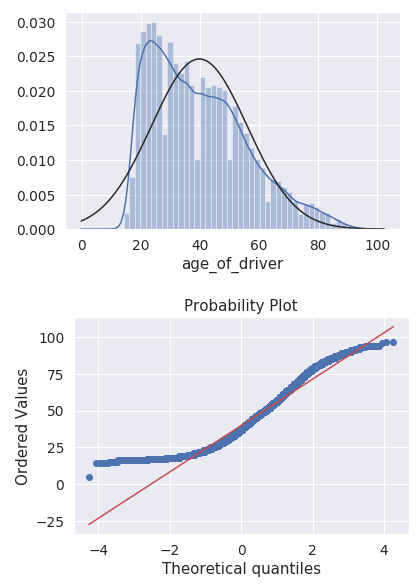 0.030
0.025
0.020
0.015
0.010
0.005
0.000
0 20 40 60 80 100
age_of_driver
Probability Plot
100
75
50
25
0
−25
Ordered Values
−4 −2 0 2 4
Theoretical quantiles